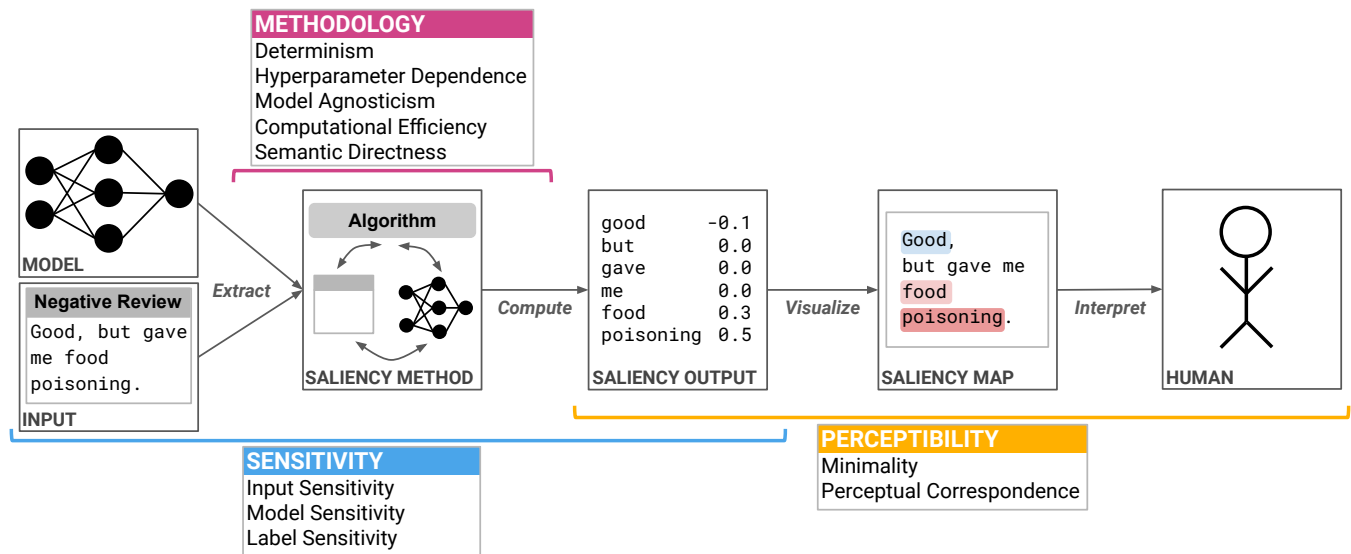 METHODOLOGY
Determinism
Hyperparameter Dependence
Model Agnosticism
Computational Efficiency
Semantic Directness
MODEL
Negative Review
Good, but gave
me food
poisoning.
INPUT
Extract
Algorithm
SALIENCY METHOD
Compute
good -0.1
but 0.0
gave 0.0
me 0.0
food 0.3
poisoning 0.5
SALIENCY OUTPUT
Visualize
Good,
but gave me
food
poisoning.
SALIENCY MAP
Interpret
HUMAN
SENSITIVITY
Input Sensitivity
Model Sensitivity
Label Sensitivity
PERCEPTIBILITY
Minimality
Perceptual Correspondence